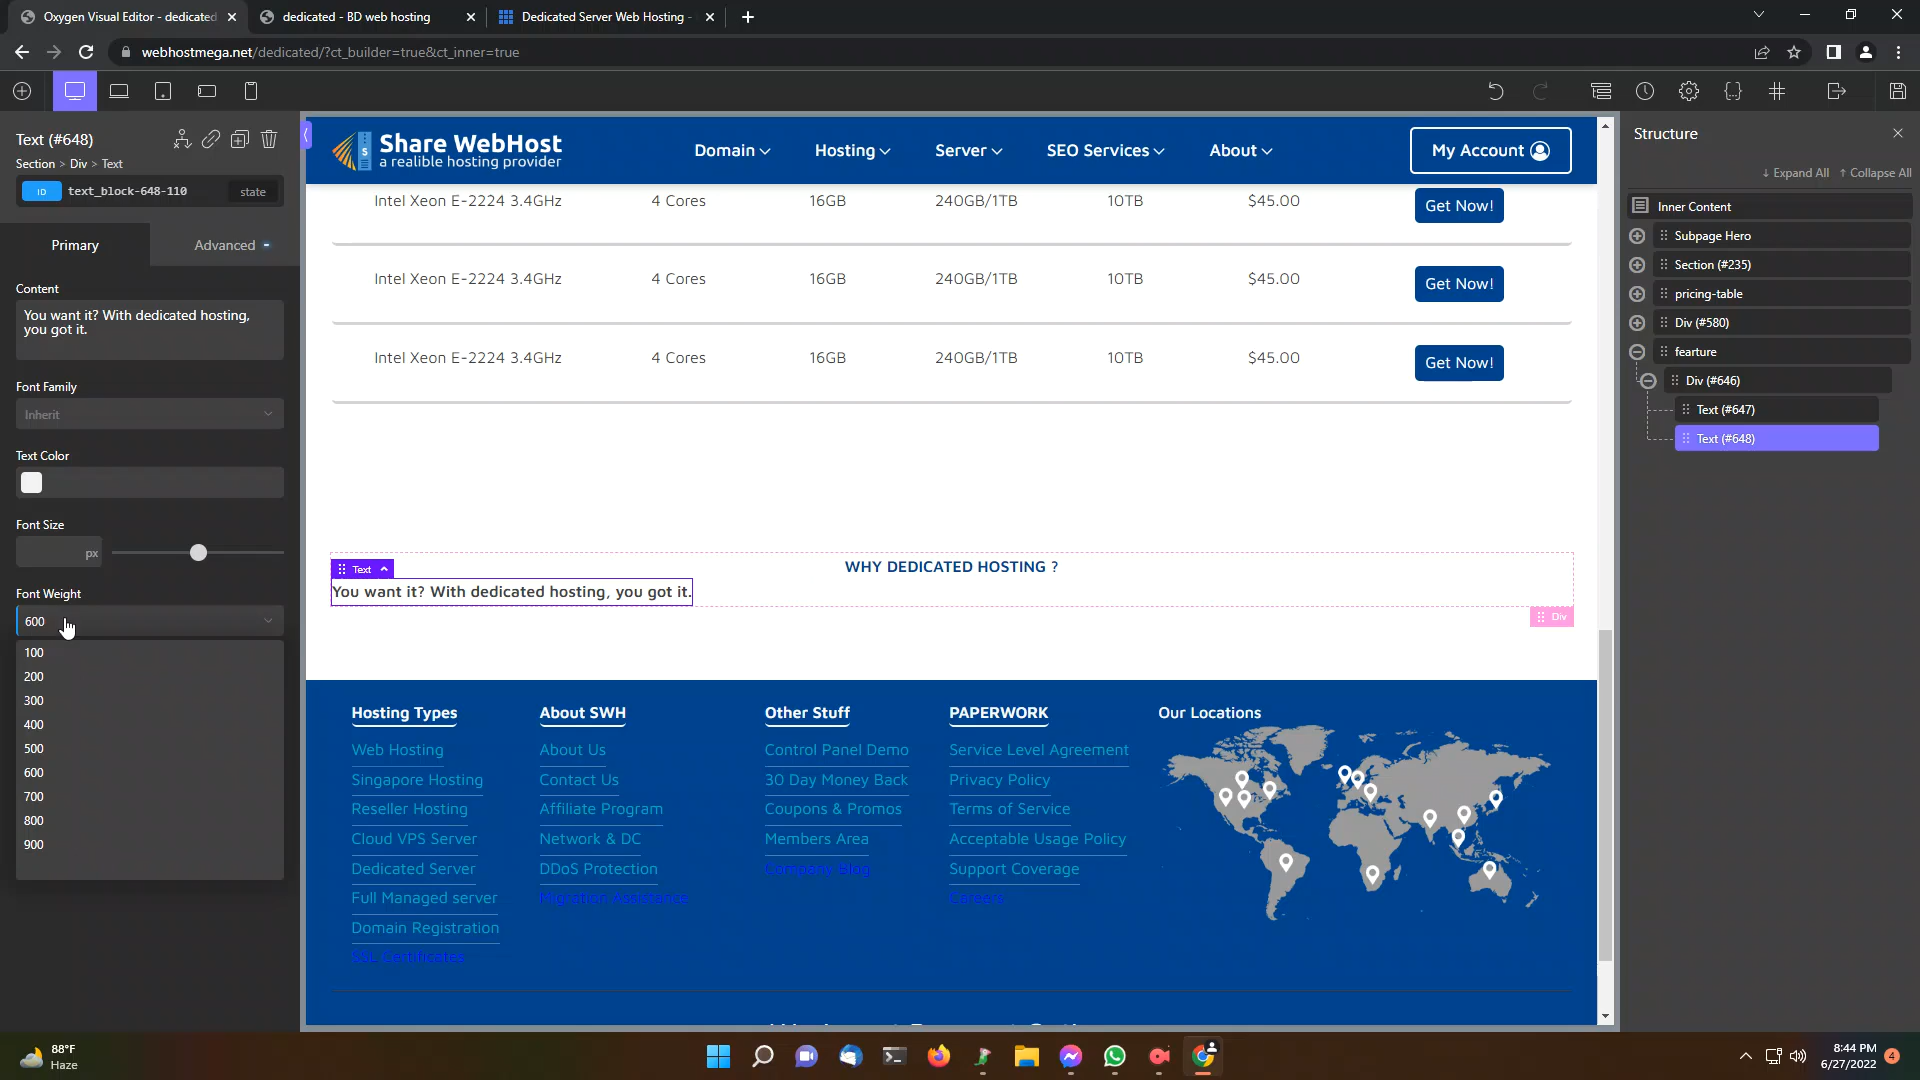 Oxygen Visual Editor - dedicated
dedicated - BD web hosting
Dedicated Server Web Hosting -
webhostmega.net/dedicated/?ct_builder=true&ct_inner=true
Text (#648)
Section > Div > Text
ID text_block-648-110 state
Primary
Advanced
Content
You want it? With dedicated hosting,
you got it.
Font Family
Inherit
Text Color
Font Size
px
Font Weight
600
100
200
300
400
500
600
700
800
900
Share WebHost
a realible hosting provider
Domain
Hosting
Server
SEO Services
About
My Account
Intel Xeon E-2224 3.4GHz 4 Cores 16GB 240GB/1TB 10TB $45.00 Get Now!
Intel Xeon E-2224 3.4GHz 4 Cores 16GB 240GB/1TB 10TB $45.00 Get Now!
Intel Xeon E-2224 3.4GHz 4 Cores 16GB 240GB/1TB 10TB $45.00 Get Now!
WHY DEDICATED HOSTING ?
Text
You want it? With dedicated hosting, you got it.
Div
Hosting Types
Web Hosting
Singapore Hosting
Reseller Hosting
Cloud VPS Server
Dedicated Server
Full Managed server
Domain Registration
SSL Certificates
About SWH
About Us
Contact Us
Affiliate Program
Network & DC
DDoS Protection
Migration Assistance
Other Stuff
Control Panel Demo
30 Day Money Back
Coupons & Promos
Members Area
Company Blog
PAPERWORK
Service Level Agreement
Privacy Policy
Terms of Service
Acceptable Usage Policy
Support Coverage
Careers
Our Locations
Structure
↓ Expand All ↑ Collapse All
Inner Content
Subpage Hero
Section (#235)
pricing-table
Div (#580)
fearture
Div (#646)
Text (#647)
Text (#648)
88°F
Haze
8:44 PM
6/27/2022
4